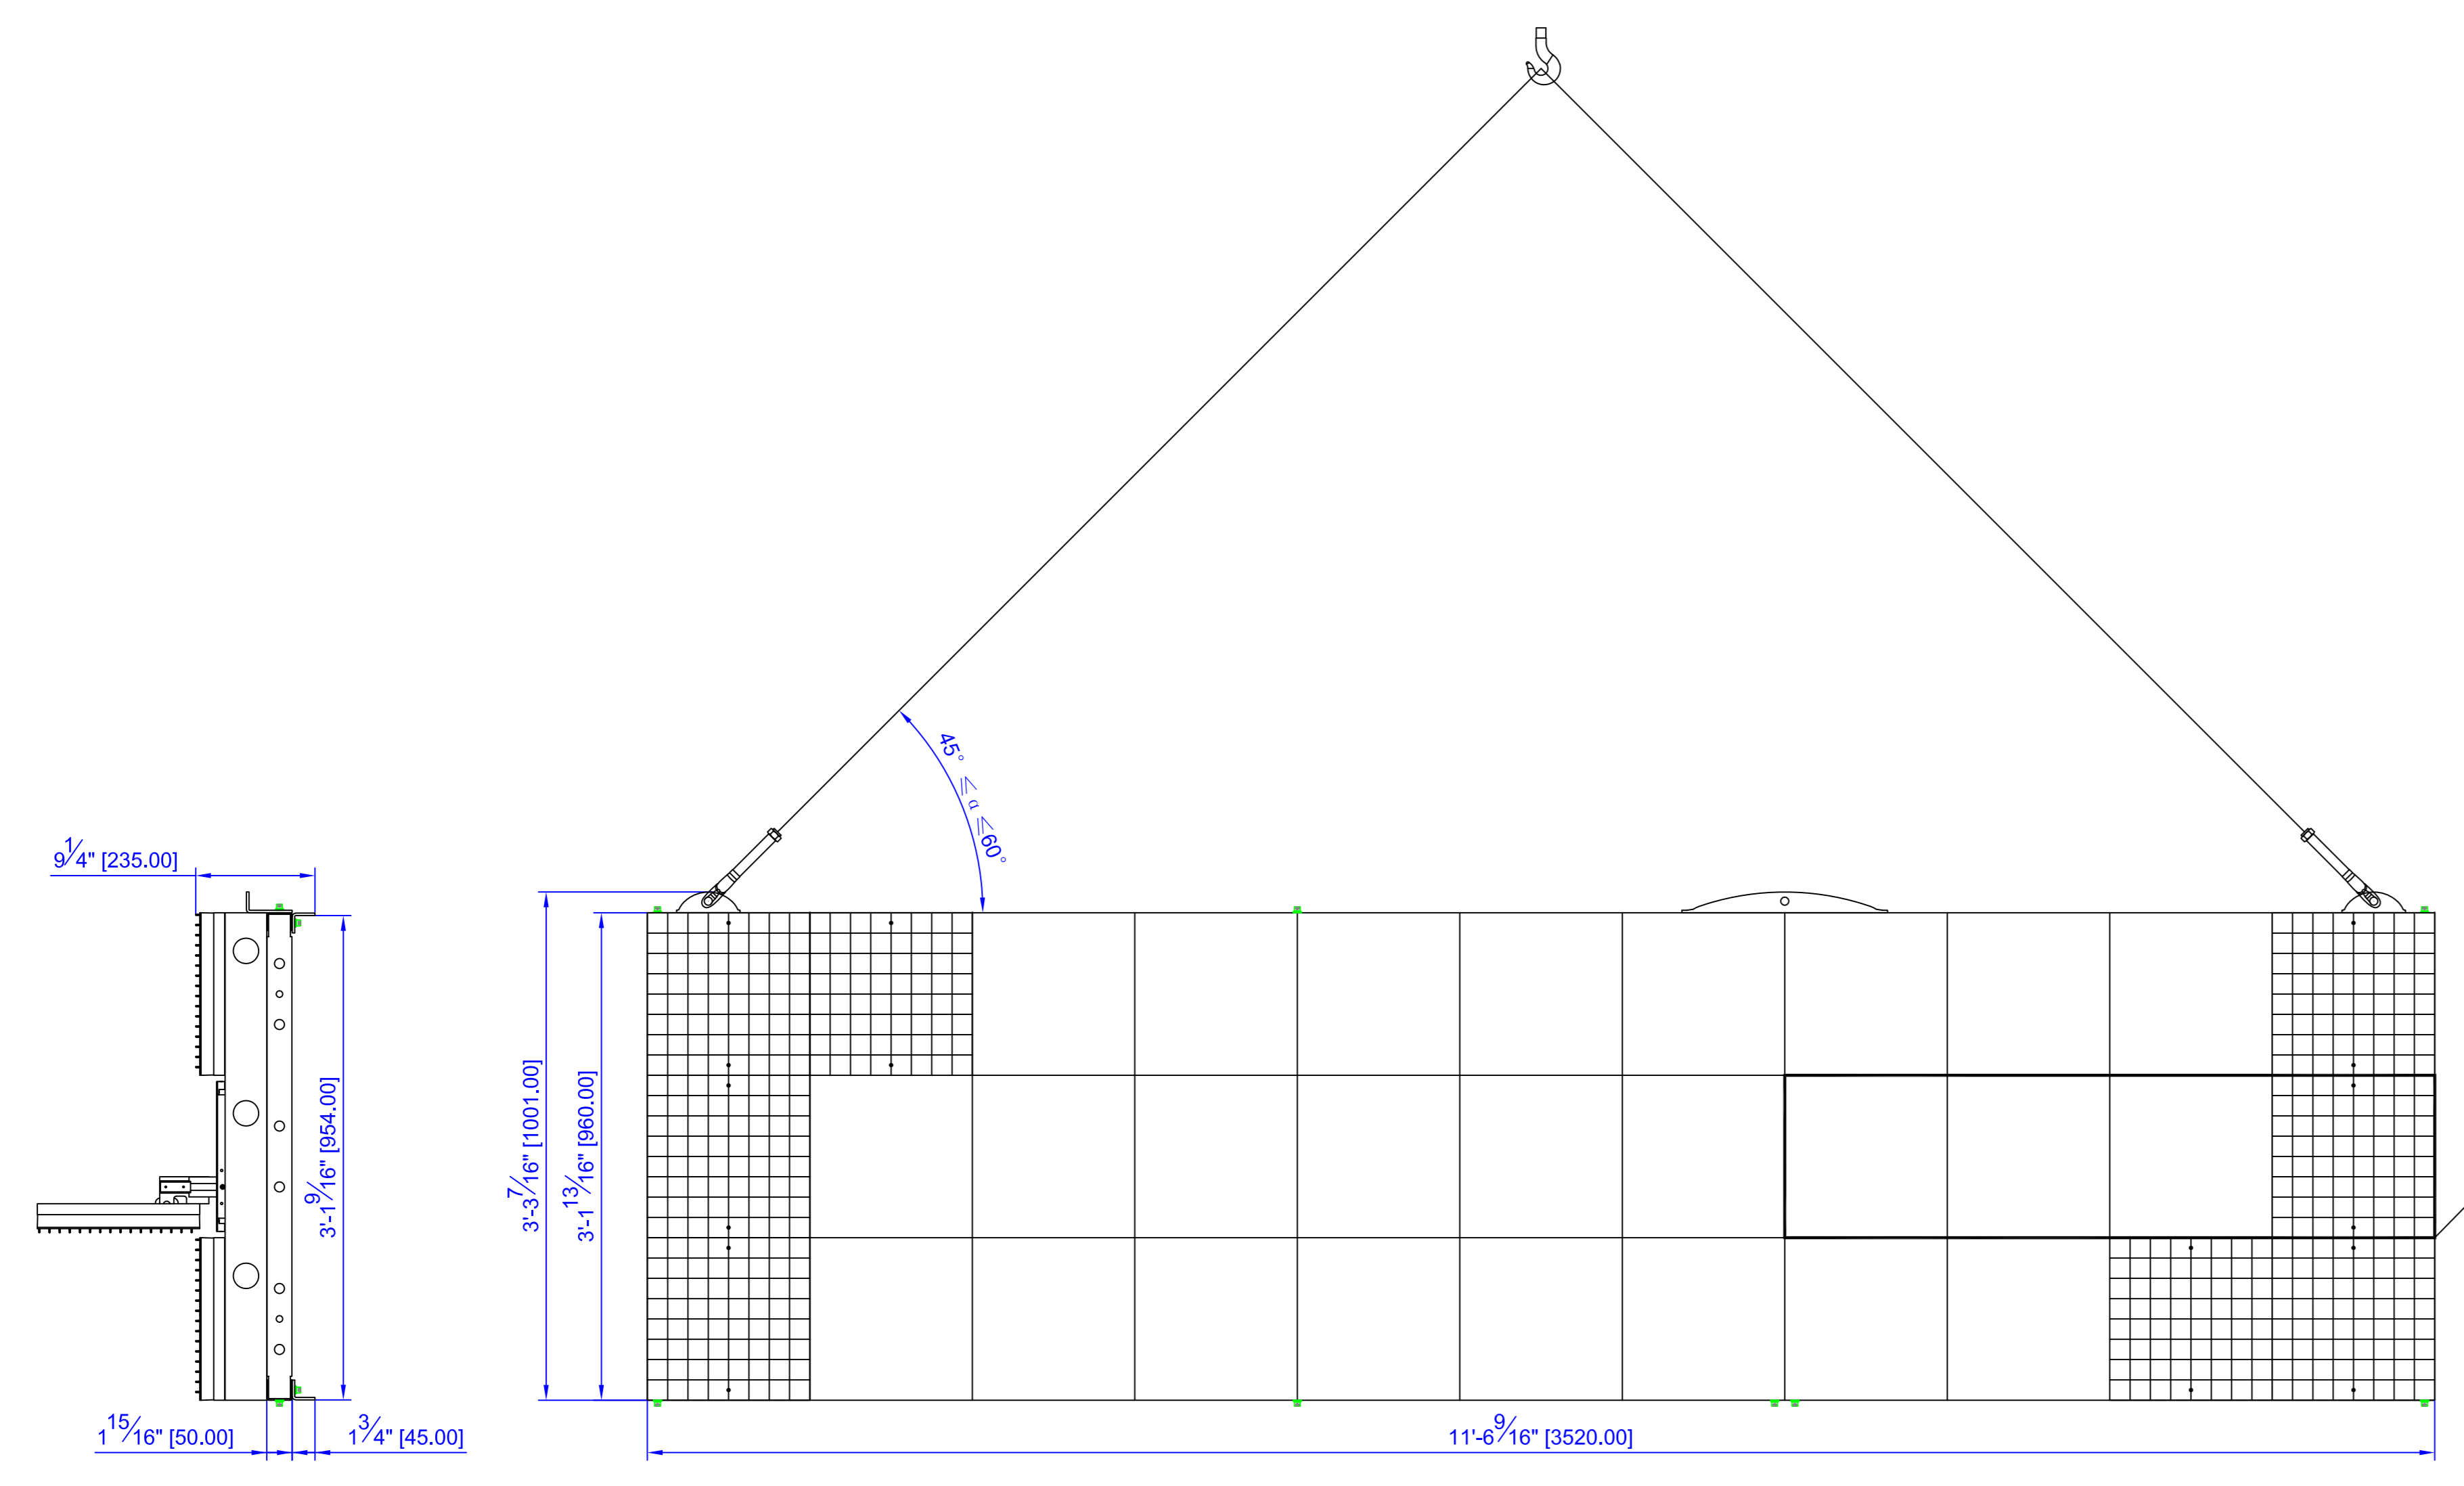 45° ≤ α ≤60°
9 1/4" [235.00]
3'-3 7/16" [1001.00]
3'-1 13/16" [960.00]
3'-1 9/16" [954.00]
1 15/16" [50.00]
1 3/4" [45.00]
11'-6 9/16" [3520.00]